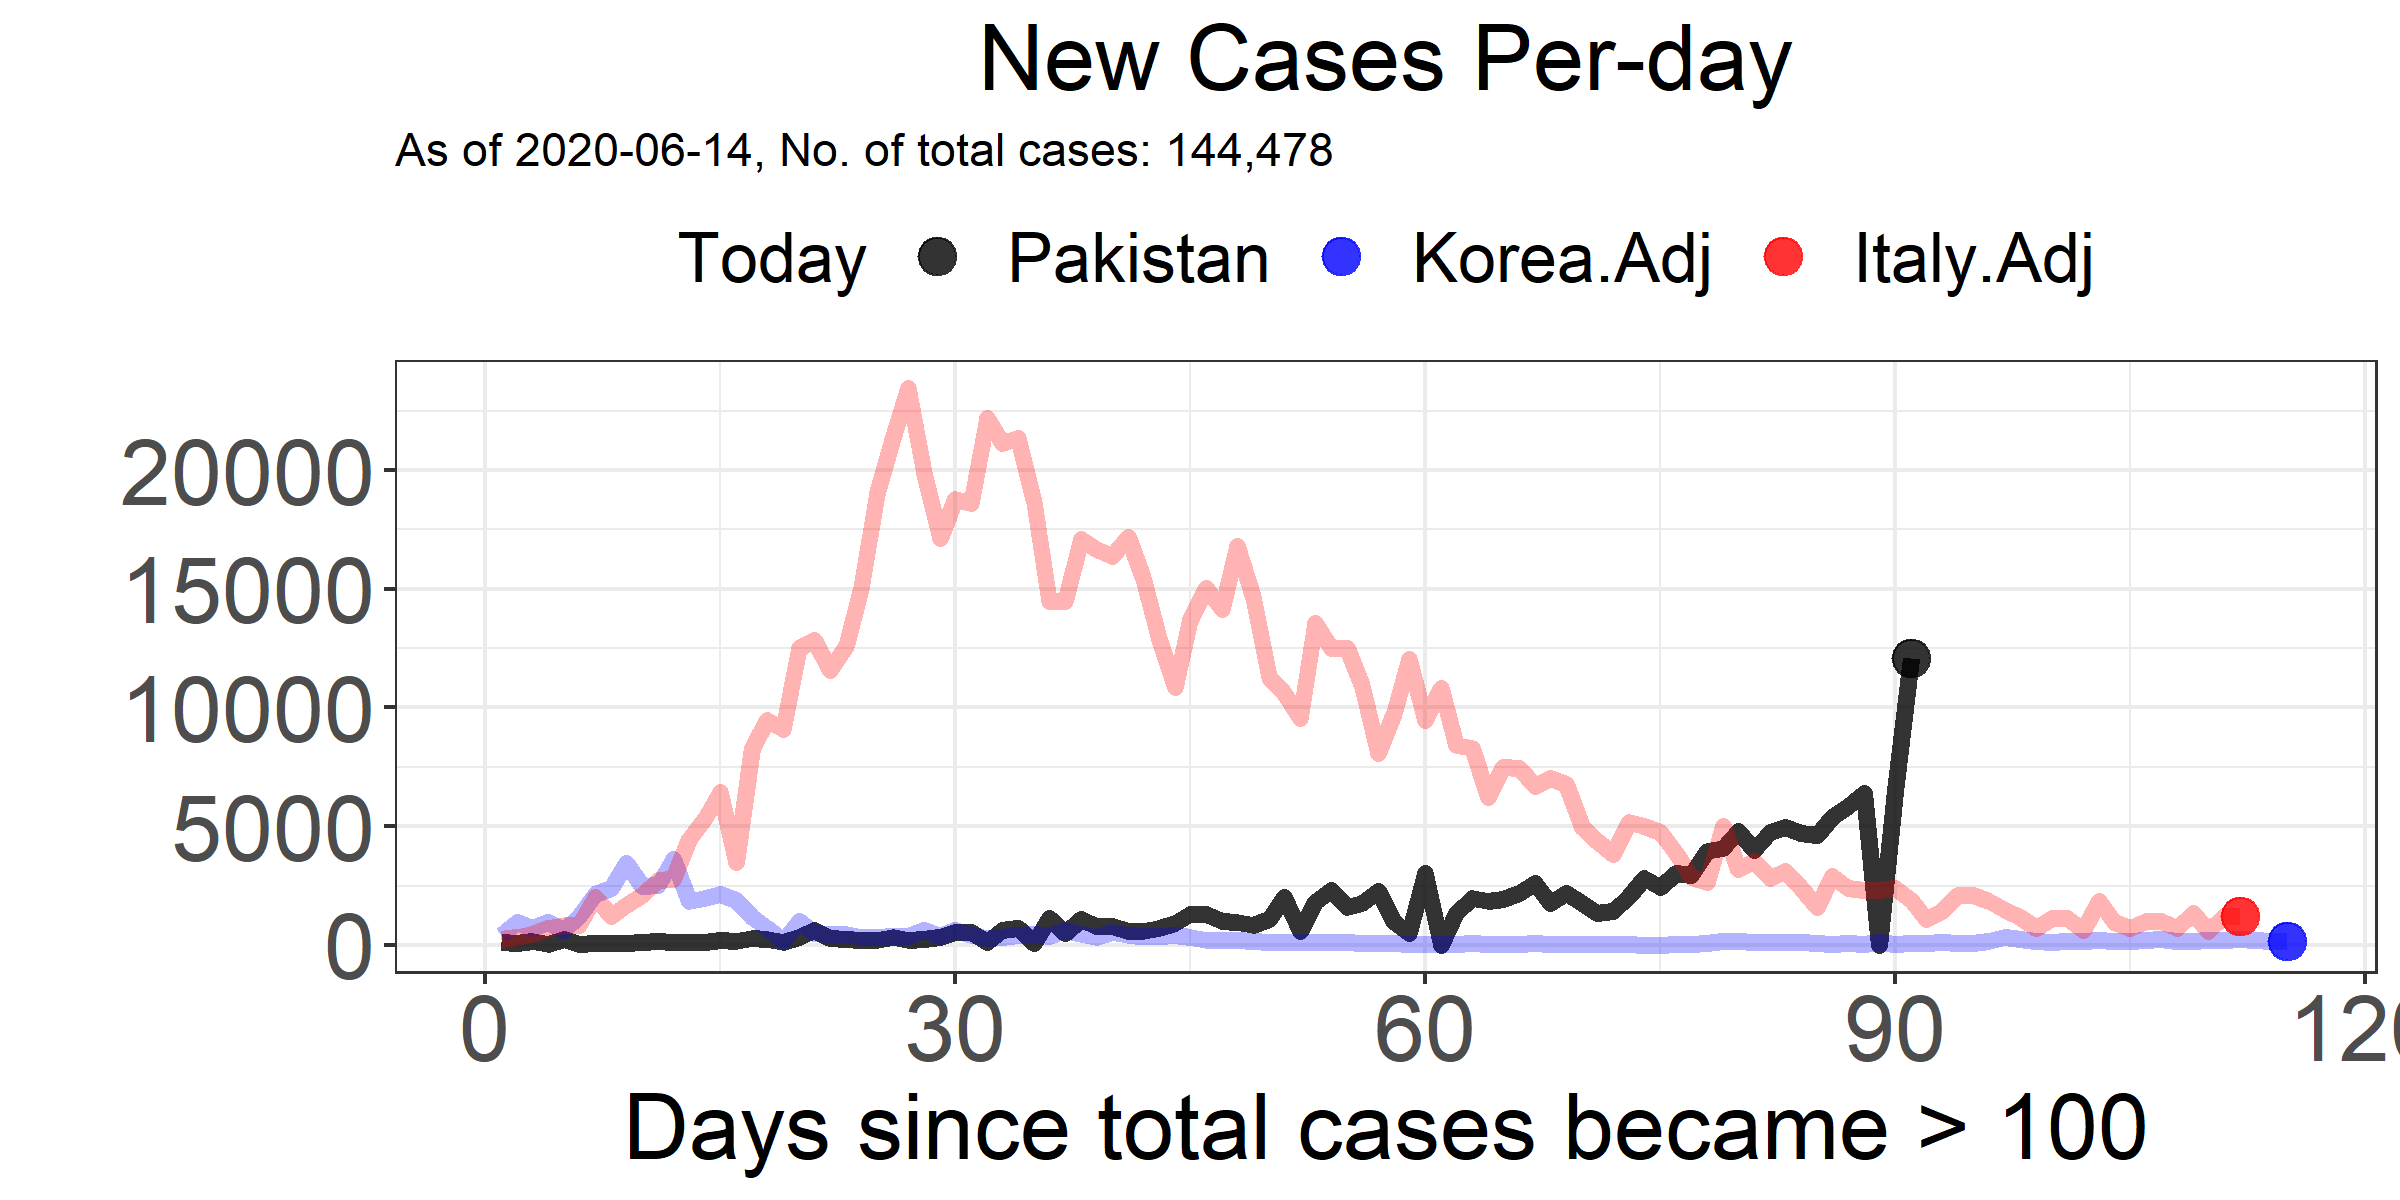 New Cases Per-day
As of 2020-06-14, No. of total cases: 144,478
Today Pakistan Korea.Adj Italy.Adj
20000
15000
10000
5000
0
0 30 60 90 120
Days since total cases became > 100